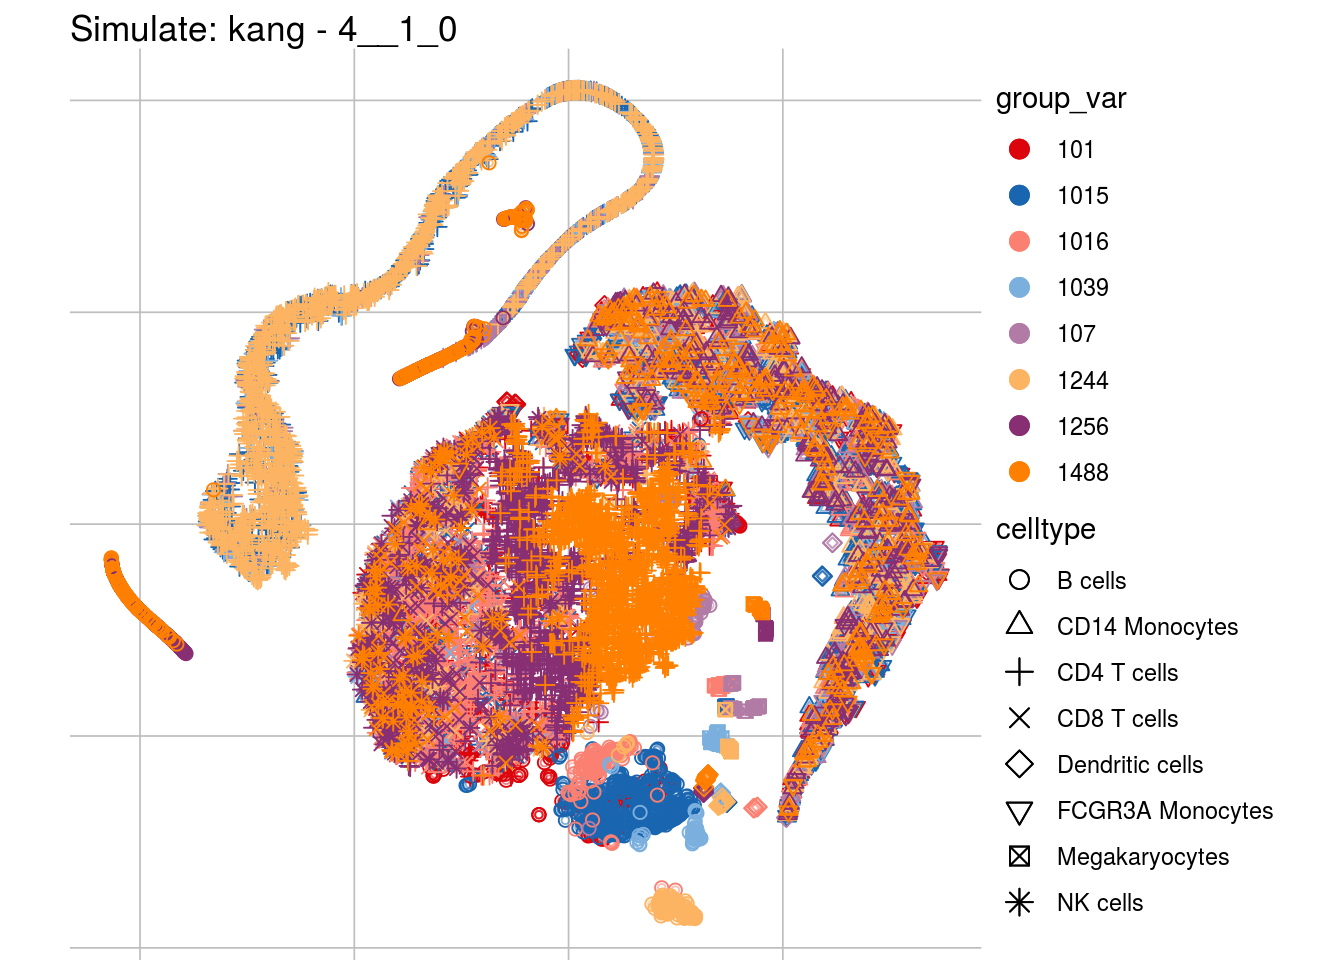 Simulate: kang - 4__1_0
group_var
101
1015
1016
1039
107
1244
1256
1488
celltype
B cells
CD14 Monocytes
CD4 T cells
CD8 T cells
Dendritic cells
FCGR3A Monocytes
Megakaryocytes
NK cells